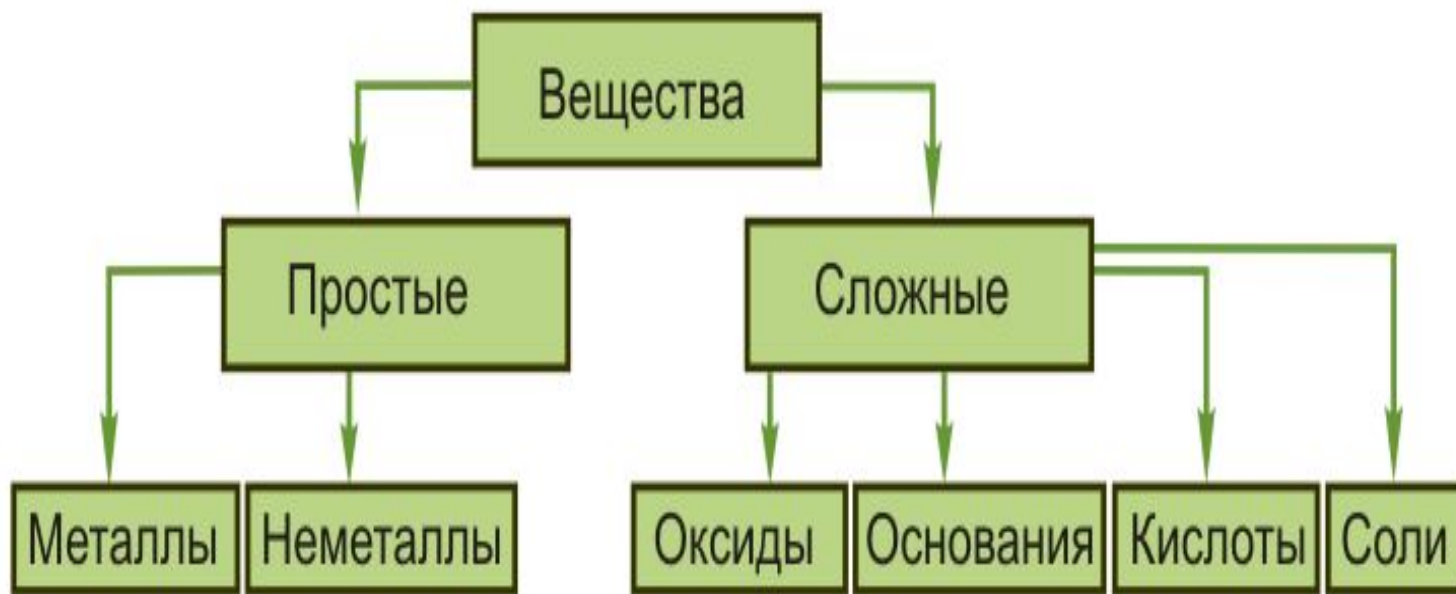 Вещества
Простые
Сложные
Металлы
Неметаллы
Оксиды
Основания
Кислоты
Соли